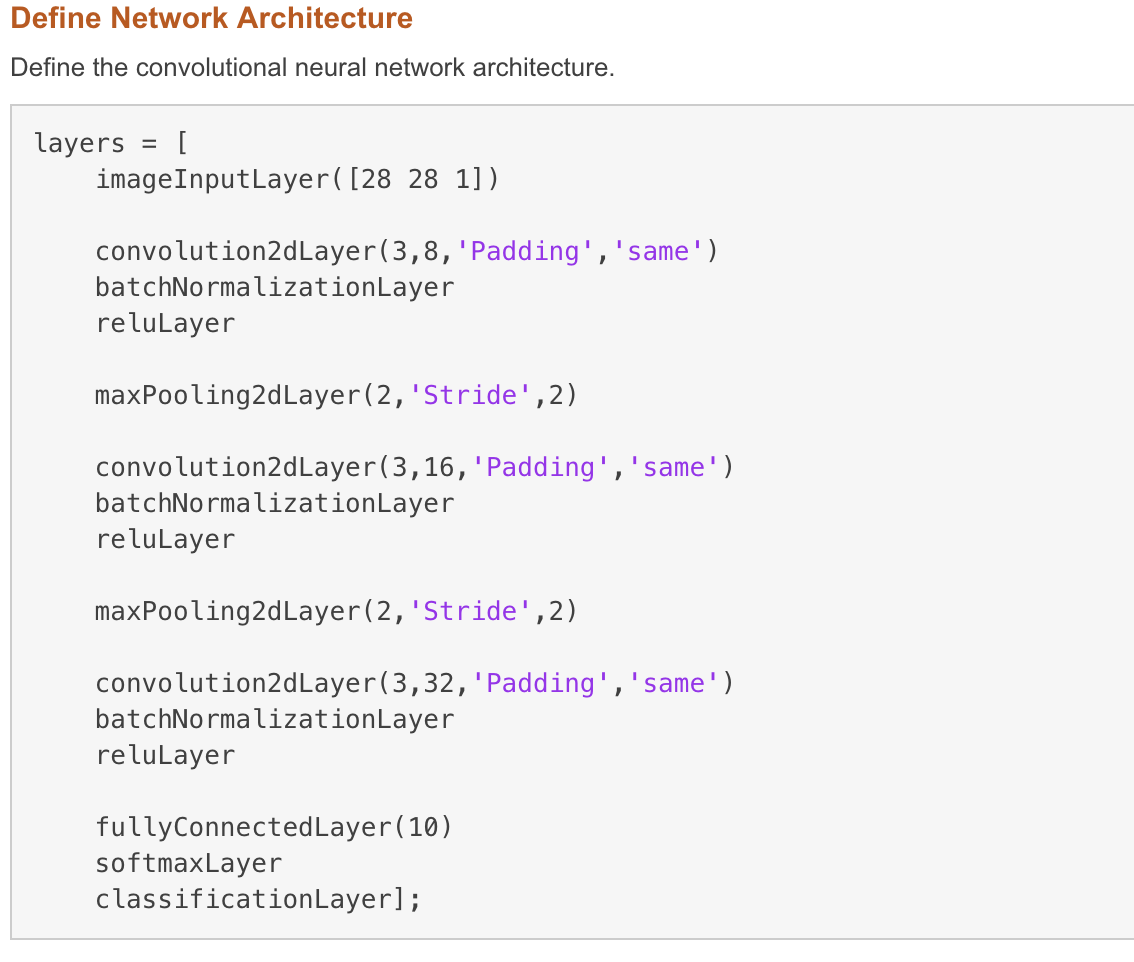 Define Network Architecture
Define the convolutional neural network architecture.
layers = [
imageInputLayer([28 28 1])
convolution2dLayer(3,8,'Padding','same')
batchNormalizationLayer
reluLayer
maxPooling2dLayer(2,'Stride',2)
convolution2dLayer(3,16,'Padding','same')
batchNormalizationLayer
reluLayer
maxPooling2dLayer(2,'Stride',2)
convolution2dLayer(3,32,'Padding','same')
batchNormalizationLayer
reluLayer
fullyConnectedLayer(10)
softmaxLayer
classificationLayer];